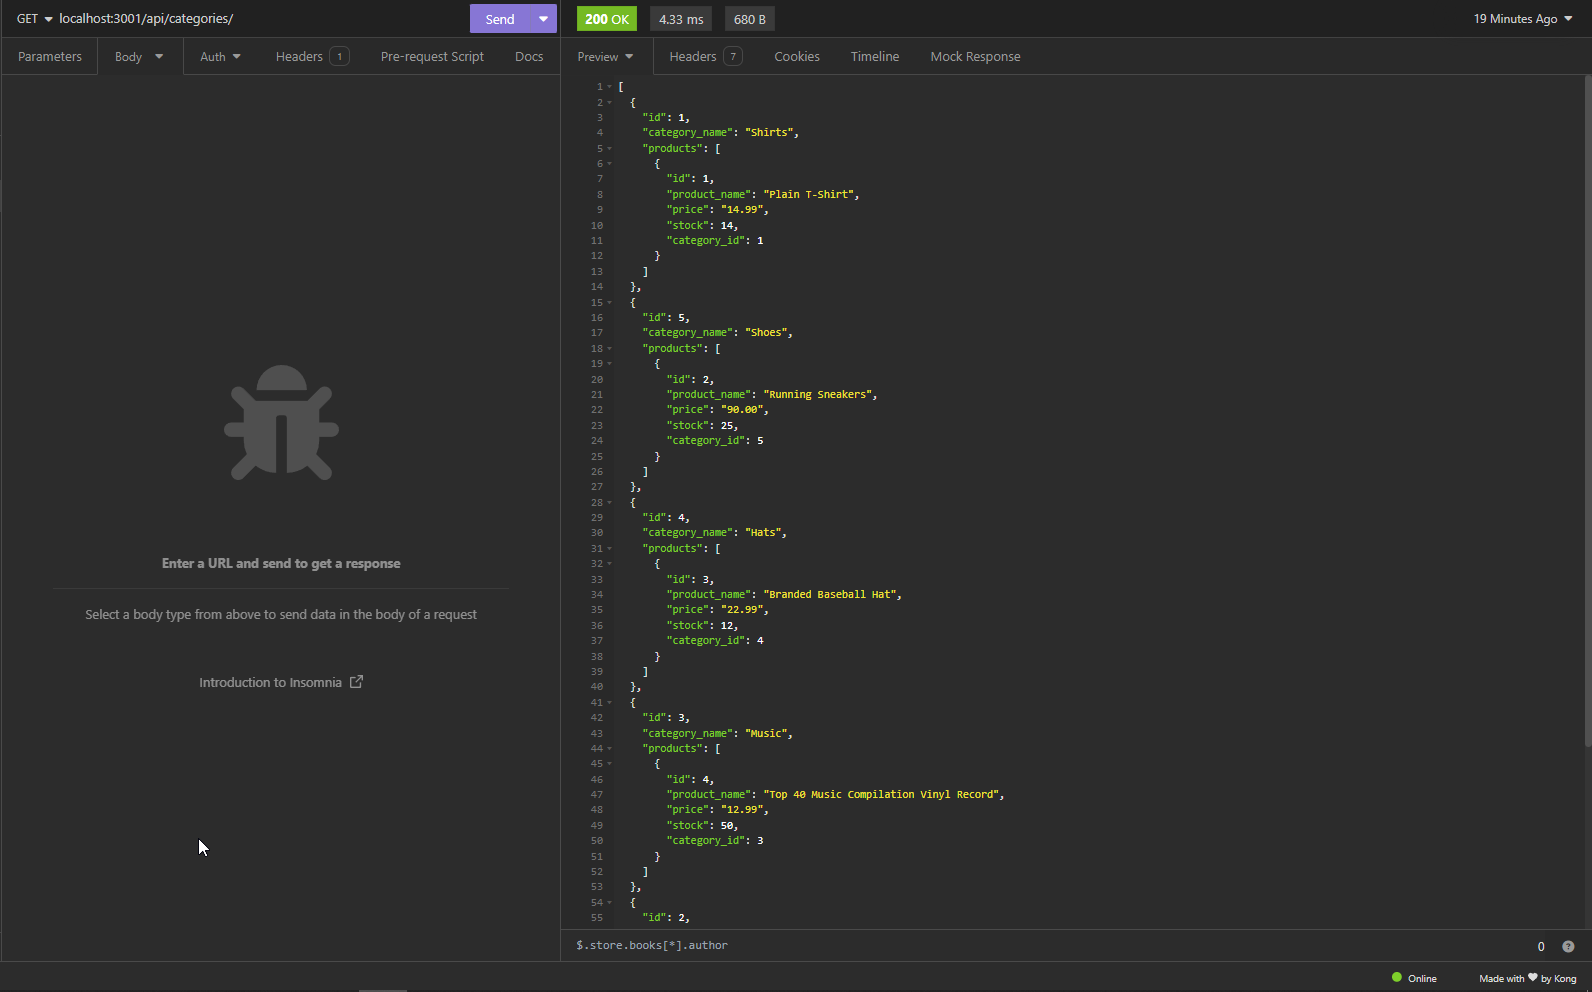 GET localhost:3001/api/categories/ Send
200 OK 4.33 ms 680 B 19 Minutes Ago
Parameters Body Auth Headers 1 Pre-request Script Docs
Preview Headers 7 Cookies Timeline Mock Response
Enter a URL and send to get a response
Select a body type from above to send data in the body of a request
Introduction to Insomnia
1 [
2 {
3 "id": 1,
4 "category_name": "Shirts",
5 "products": [
6 {
7 "id": 1,
8 "product_name": "Plain T-Shirt",
9 "price": "14.99",
10 "stock": 14,
11 "category_id": 1
12 }
13 ]
14 },
15 {
16 "id": 5,
17 "category_name": "Shoes",
18 "products": [
19 {
20 "id": 2,
21 "product_name": "Running Sneakers",
22 "price": "90.00",
23 "stock": 25,
24 "category_id": 5
25 }
26 ]
27 },
28 {
29 "id": 4,
30 "category_name": "Hats",
31 "products": [
32 {
33 "id": 3,
34 "product_name": "Branded Baseball Hat",
35 "price": "22.99",
36 "stock": 12,
37 "category_id": 4
38 }
39 ]
40 },
41 {
42 "id": 3,
43 "category_name": "Music",
44 "products": [
45 {
46 "id": 4,
47 "product_name": "Top 40 Music Compilation Vinyl Record",
48 "price": "12.99",
49 "stock": 50,
50 "category_id": 3
51 }
52 ]
53 },
54 {
55 "id": 2,
$.store.books[*].author 0 ?
Online Made with ♥ by Kong